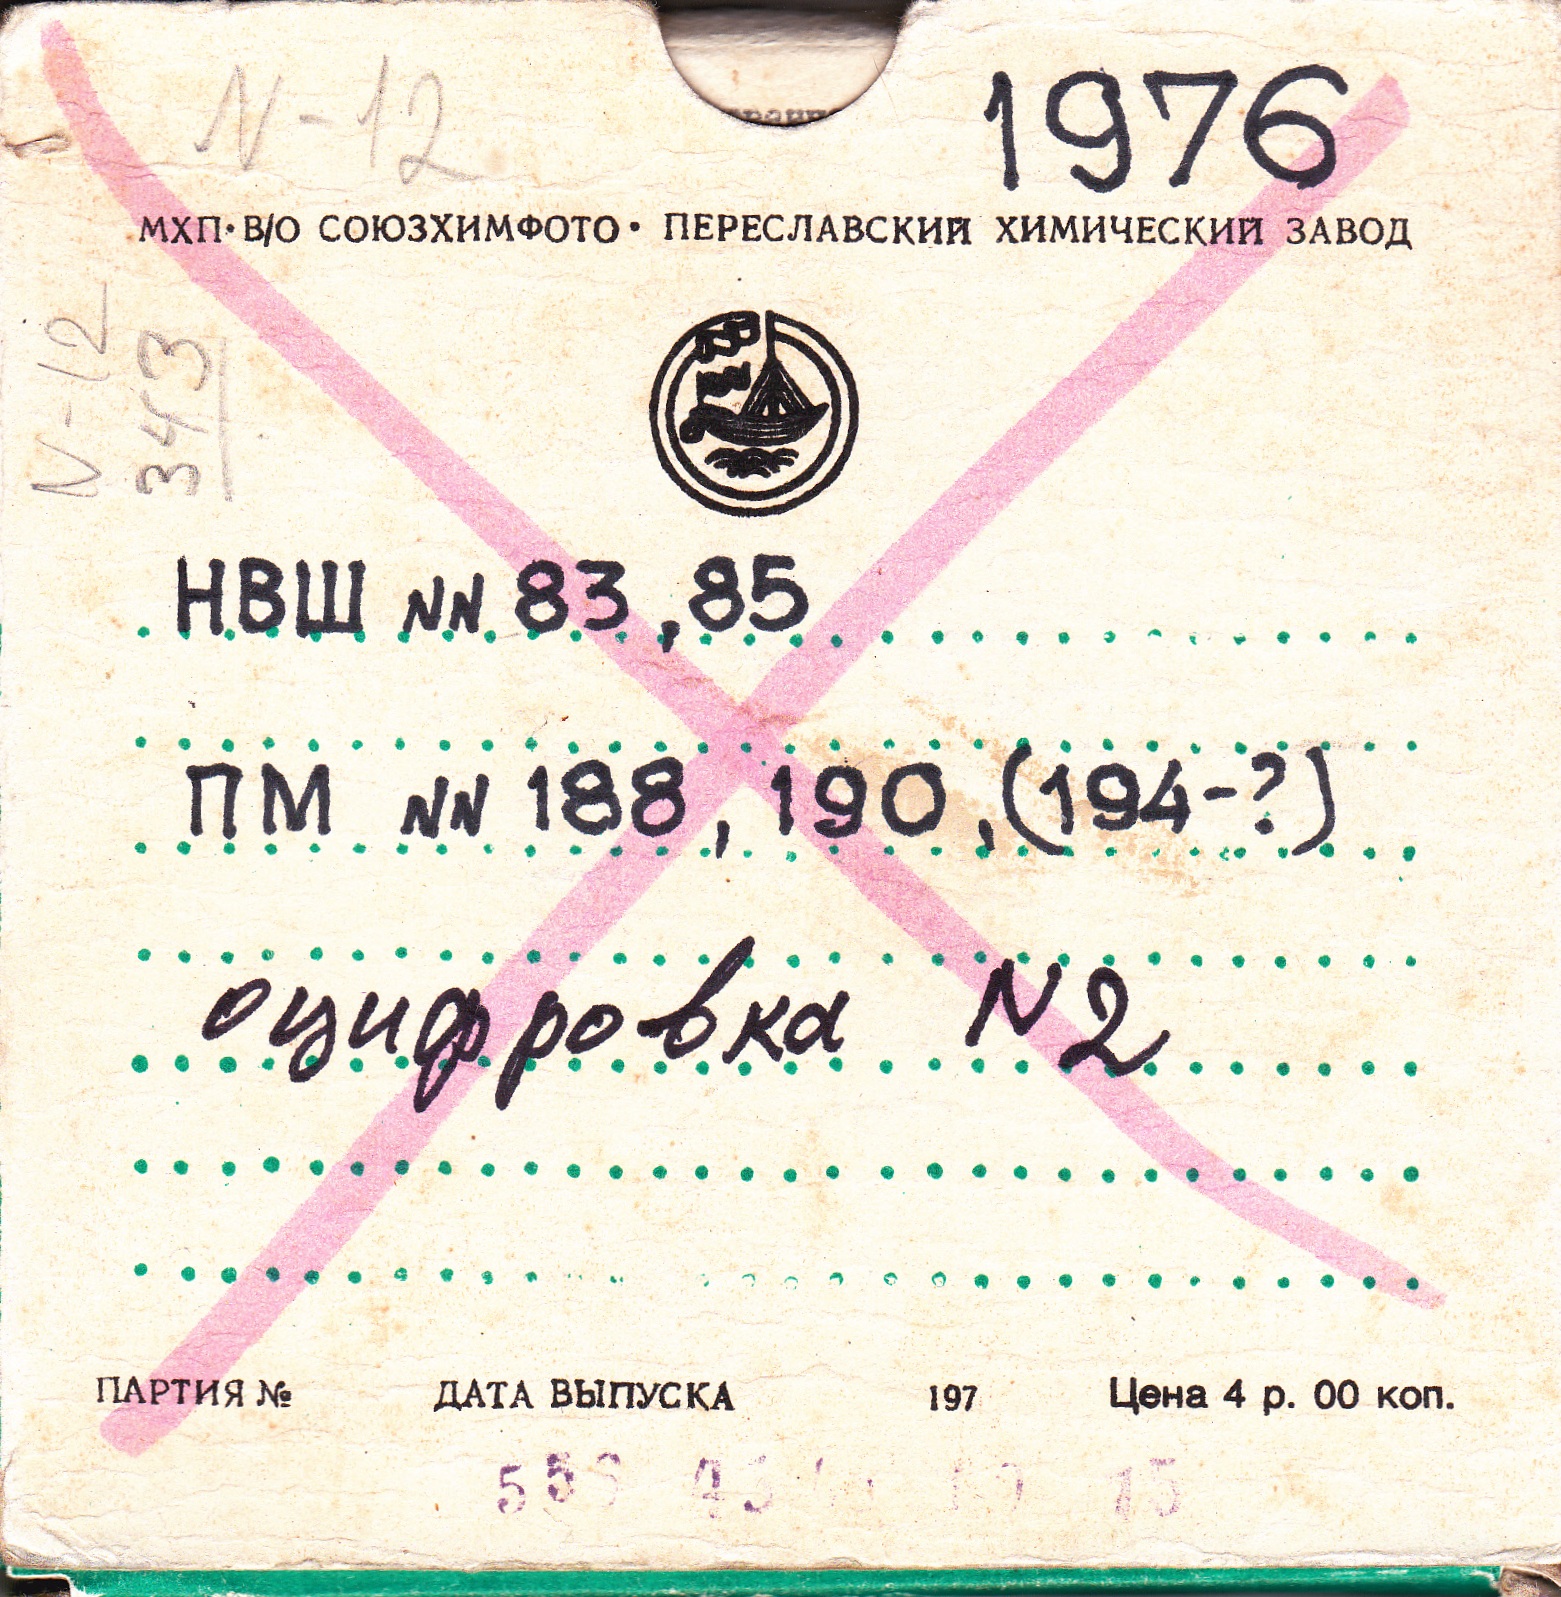 N-12
1976
МХП·В/О СОЮЗХИМФОТО· ПЕРЕСЛАВСКИЙ ХИМИЧЕСКИЙ ЗАВОД
N-12
343
НВШ NN 83, 85
ПМ NN 188, 190, (194-?)
оцифровка N2
ПАРТИЯ № ДАТА ВЫПУСКА 197 Цена 4 р. 00 коп.